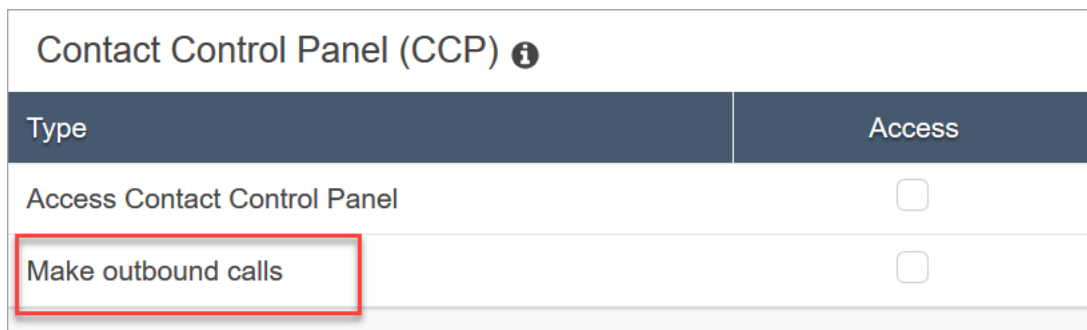 Contact Control Panel (CCP)
Type Access
Access Contact Control Panel
Make outbound calls